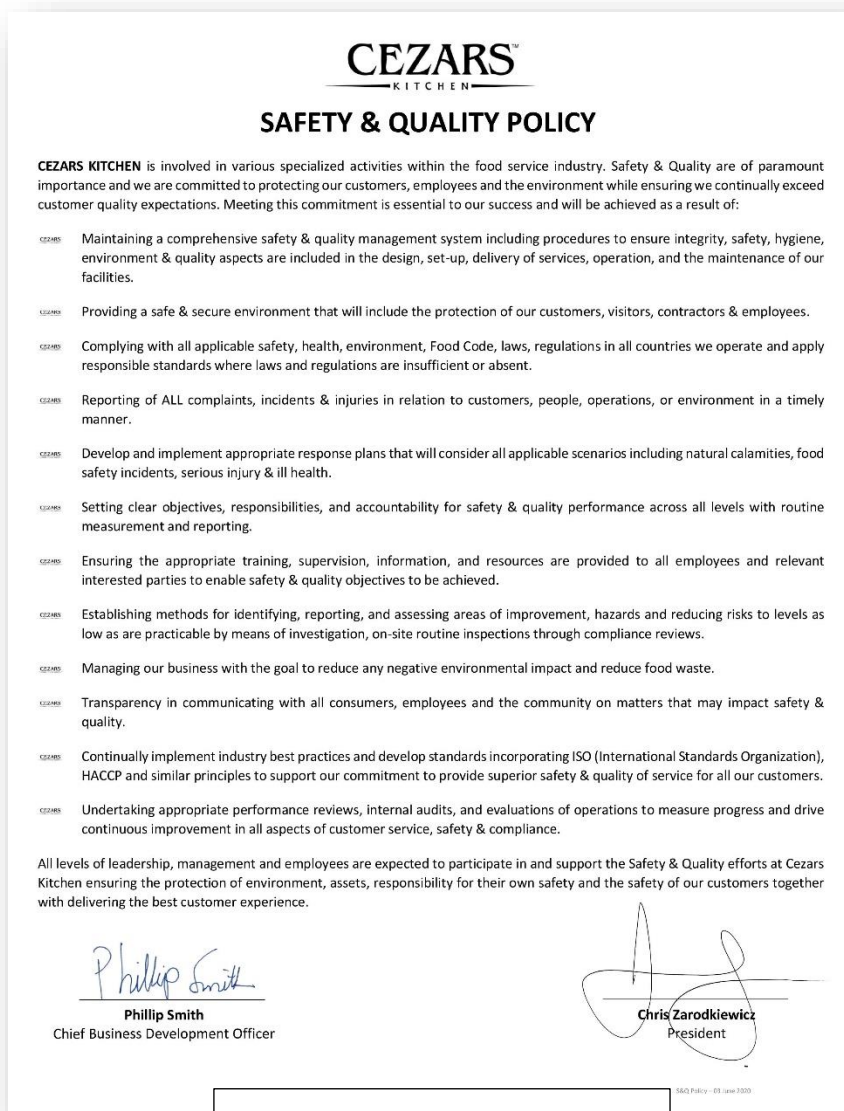 CEZARS™
KITCHEN
SAFETY & QUALITY POLICY
CEZARS KITCHEN is involved in various specialized activities within the food service industry. Safety & Quality are of paramount
importance and we are committed to protecting our customers, employees and the environment while ensuring we continually exceed
customer quality expectations. Meeting this commitment is essential to our success and will be achieved as a result of:
CEZARS Maintaining a comprehensive safety & quality management system including procedures to ensure integrity, safety, hygiene,
environment & quality aspects are included in the design, set-up, delivery of services, operation, and the maintenance of our
facilities.
CEZARS Providing a safe & secure environment that will include the protection of our customers, visitors, contractors & employees.
CEZARS Complying with all applicable safety, health, environment, Food Code, laws, regulations in all countries we operate and apply
responsible standards where laws and regulations are insufficient or absent.
CEZARS Reporting of ALL complaints, incidents & injuries in relation to customers, people, operations, or environment in a timely
manner.
CEZARS Develop and implement appropriate response plans that will consider all applicable scenarios including natural calamities, food
safety incidents, serious injury & ill health.
CEZARS Setting clear objectives, responsibilities, and accountability for safety & quality performance across all levels with routine
measurement and reporting.
CEZARS Ensuring the appropriate training, supervision, information, and resources are provided to all employees and relevant
interested parties to enable safety & quality objectives to be achieved.
CEZARS Establishing methods for identifying, reporting, and assessing areas of improvement, hazards and reducing risks to levels as
low as are practicable by means of investigation, on-site routine inspections through compliance reviews.
CEZARS Managing our business with the goal to reduce any negative environmental impact and reduce food waste.
CEZARS Transparency in communicating with all consumers, employees and the community on matters that may impact safety &
quality.
CEZARS Continually implement industry best practices and develop standards incorporating ISO (International Standards Organization),
HACCP and similar principles to support our commitment to provide superior safety & quality of service for all our customers.
CEZARS Undertaking appropriate performance reviews, internal audits, and evaluations of operations to measure progress and drive
continuous improvement in all aspects of customer service, safety & compliance.
All levels of leadership, management and employees are expected to participate in and support the Safety & Quality efforts at Cezars
Kitchen ensuring the protection of environment, assets, responsibility for their own safety and the safety of our customers together
with delivering the best customer experience.
Phillip Smith
Phillip Smith Chris Zarodkiewicz
Chief Business Development Officer President
S&Q Policy – 01 June 2020